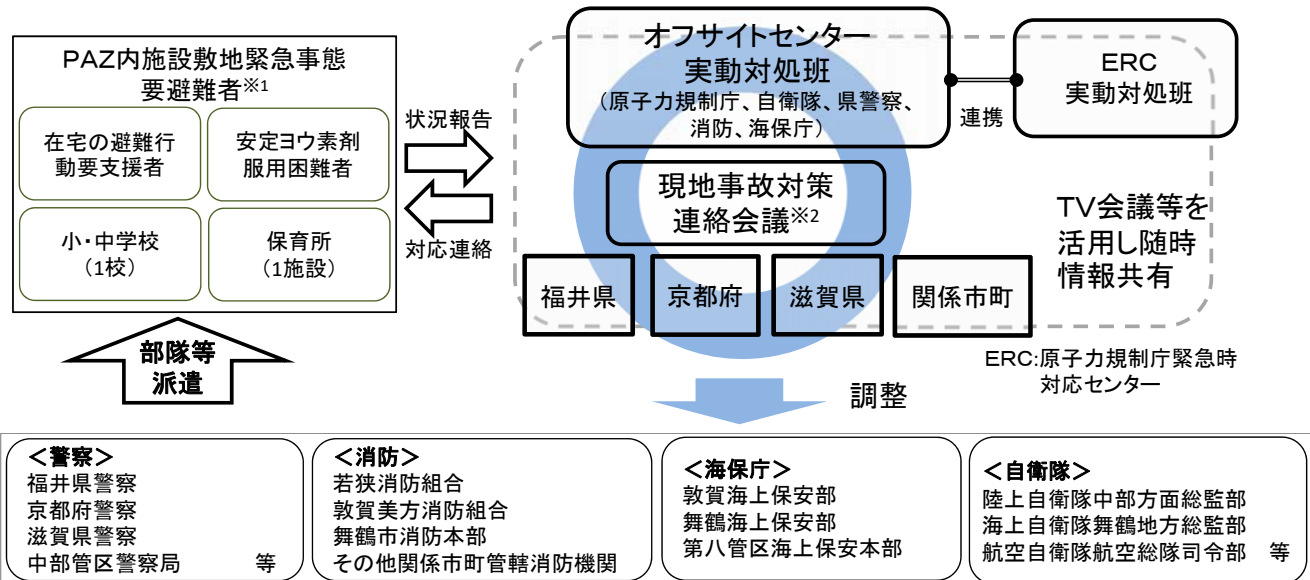 PAZ内施設敷地緊急事態
要避難者※1
在宅の避難行
動要支援者
安定ヨウ素剤
服用困難者
小・中学校
（1校）
保育所
（1施設）
状況報告
対応連絡
オフサイトセンター
実動対処班
（原子力規制庁、自衛隊、県警察、
消防、海保庁）
連携
ERC
実動対処班
現地事故対策
連絡会議※2
TV会議等を
活用し随時
情報共有
福井県
京都府
滋賀県
関係市町
ERC:原子力規制庁緊急時
対応センター
部隊等
派遣
調整
＜警察＞
福井県警察
京都府警察
滋賀県警察
中部管区警察局　等
＜消防＞
若狭消防組合
敦賀美方消防組合
舞鶴市消防本部
その他関係市町管轄消防機関
＜海保庁＞
敦賀海上保安部
舞鶴海上保安部
第八管区海上保安本部
＜自衛隊＞
陸上自衛隊中部方面総監部
海上自衛隊舞鶴地方総監部
航空自衛隊航空総隊司令部　等